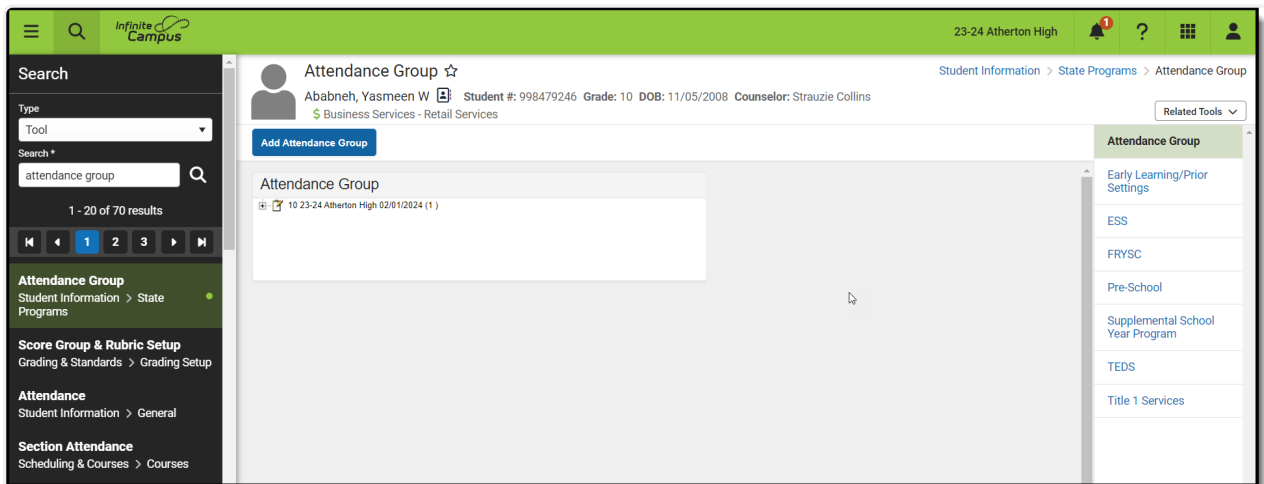 Infinite Campus
23-24 Atherton High
1
?
Search
Type
Tool
Search *
attendance group
1 - 20 of 70 results
1 2 3
Attendance Group
Student Information > State
Programs
Score Group & Rubric Setup
Grading & Standards > Grading Setup
Attendance
Student Information > General
Section Attendance
Scheduling & Courses > Courses
Attendance Group
Student Information > State Programs > Attendance Group
Ababneh, Yasmeen W Student #: 998479246 Grade: 10 DOB: 11/05/2008 Counselor: Strauzie Collins
$ Business Services - Retail Services
Related Tools
Add Attendance Group
Attendance Group
10 23-24 Atherton High 02/01/2024 (1 )
Attendance Group
Early Learning/Prior
Settings
ESS
FRYSC
Pre-School
Supplemental School
Year Program
TEDS
Title 1 Services